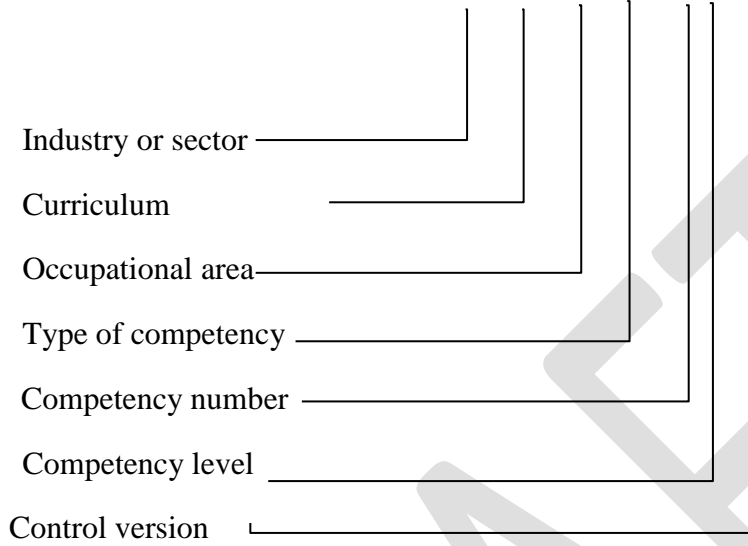 Industry or sector
Curriculum
Occupational area
Type of competency
Competency number
Competency level
Control version